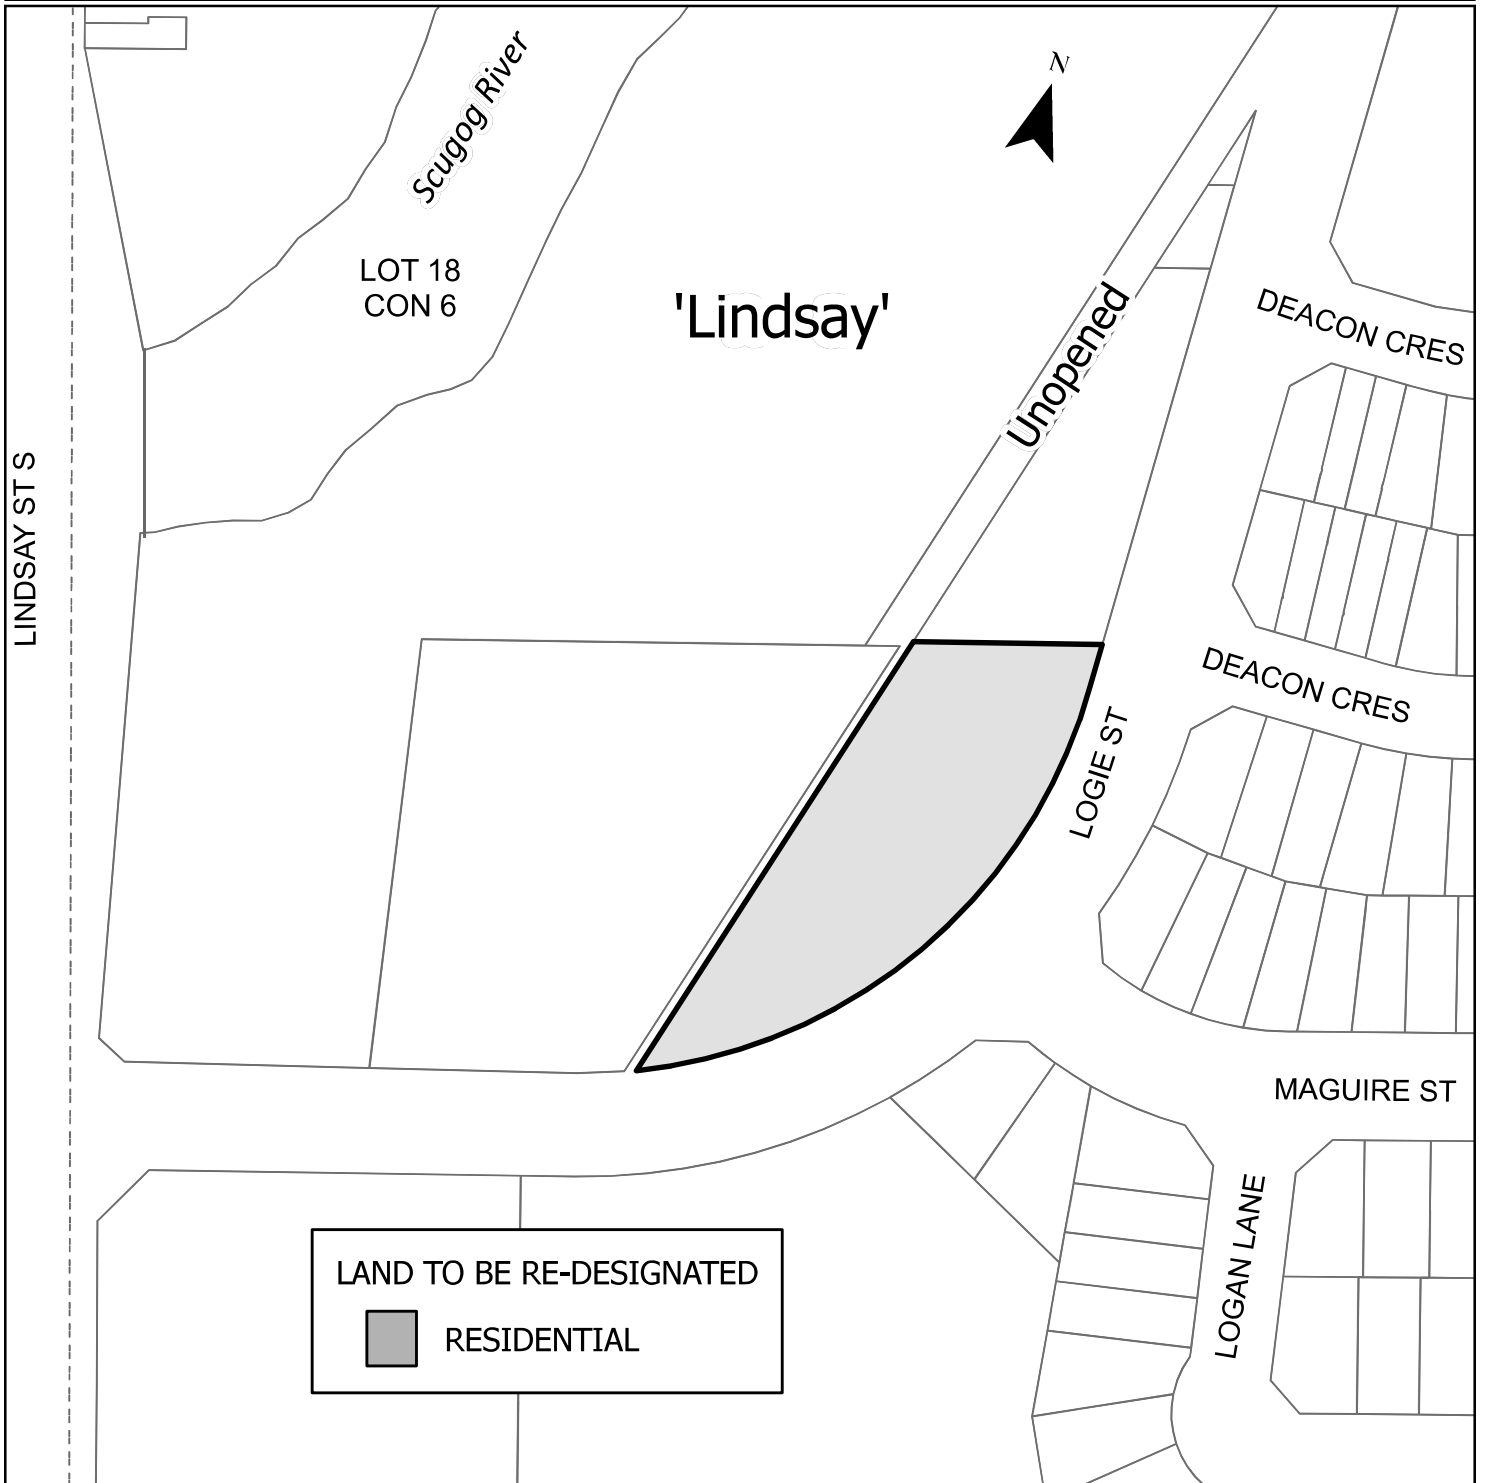 Scugog River
N
LOT 18
CON 6
'Lindsay'
Unopened
DEACON CRES
LINDSAY ST S
DEACON CRES
LOGIE ST
MAGUIRE ST
LOGAN LANE
LAND TO BE RE-DESIGNATED
RESIDENTIAL